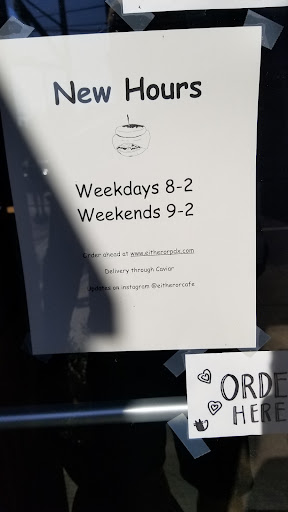 New Hours
Weekdays 8-2
Weekends 9-2
Order ahead at www.eitherorpdx.com
Delivery through Caviar
Updates on instagram @eitherorcafe
ORDE
HERE